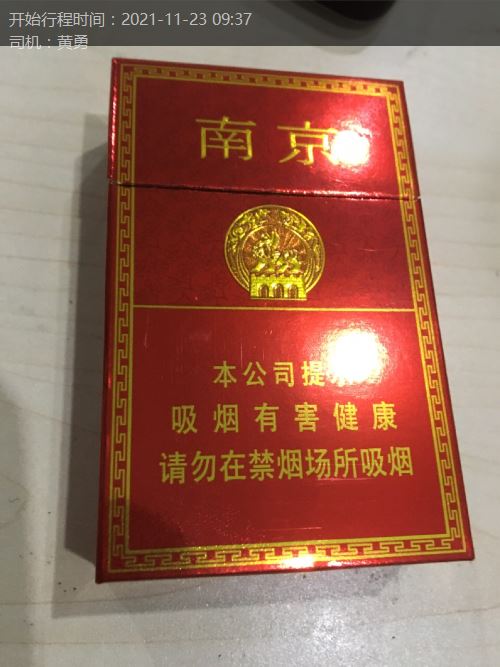 开始行程时间：2021-11-23 09:37
司机：黄勇
南京
本公司提示
吸烟有害健康
请勿在禁烟场所吸烟